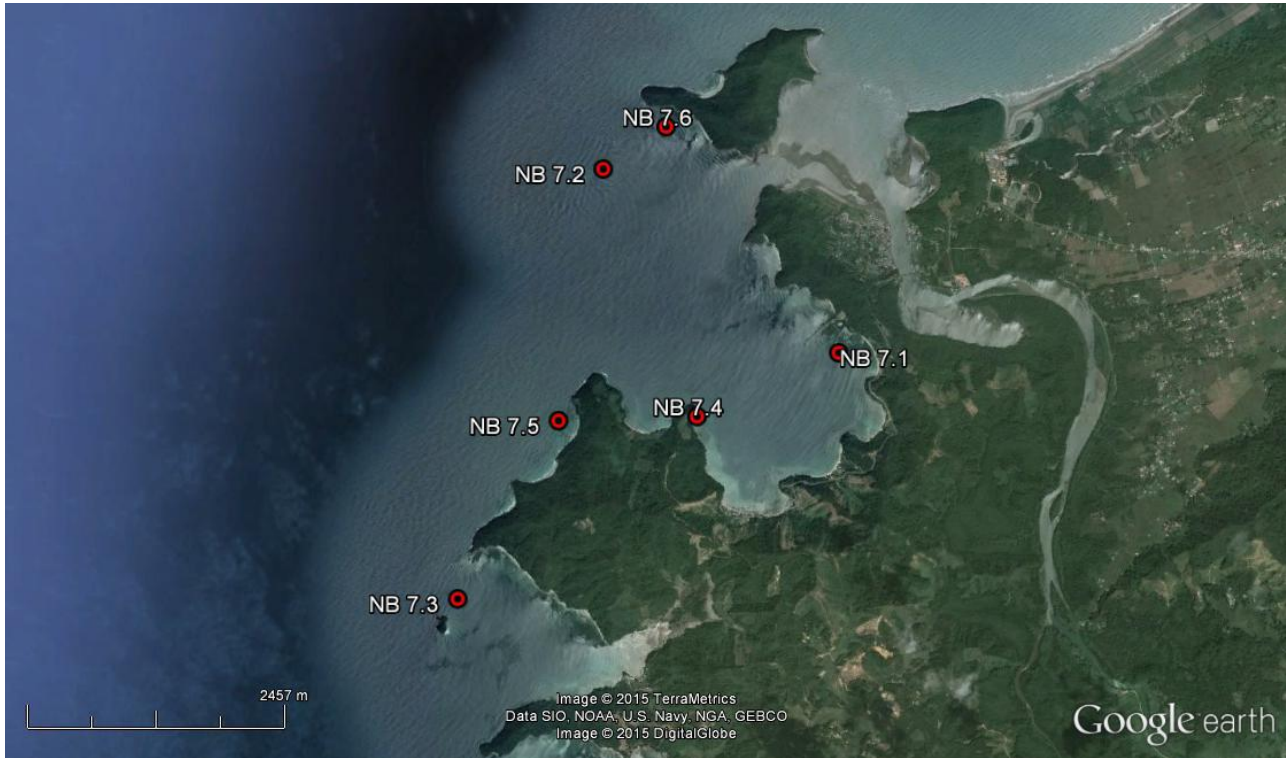 NB 7.6
NB 7.2
NB 7.1
NB 7.4
NB 7.5
NB 7.3
2457 m
Image © 2015 TerraMetrics
Data SIO, NOAA, U.S. Navy, NGA, GEBCO
Image © 2015 DigitalGlobe
Google earth